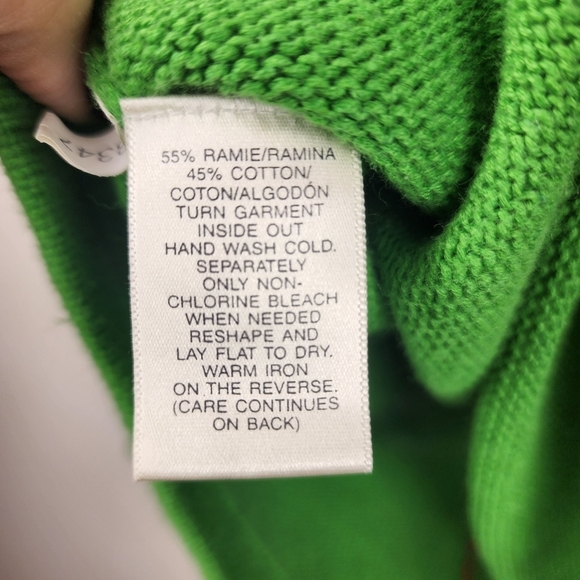 55% RAMIE/RAMINA
45% COTTON/
COTON/ALGODÓN
TURN GARMENT
INSIDE OUT
HAND WASH COLD.
SEPARATELY
ONLY NON-
CHLORINE BLEACH
WHEN NEEDED
RESHAPE AND
LAY FLAT TO DRY.
WARM IRON
ON THE REVERSE.
(CARE CONTINUES
ON BACK)